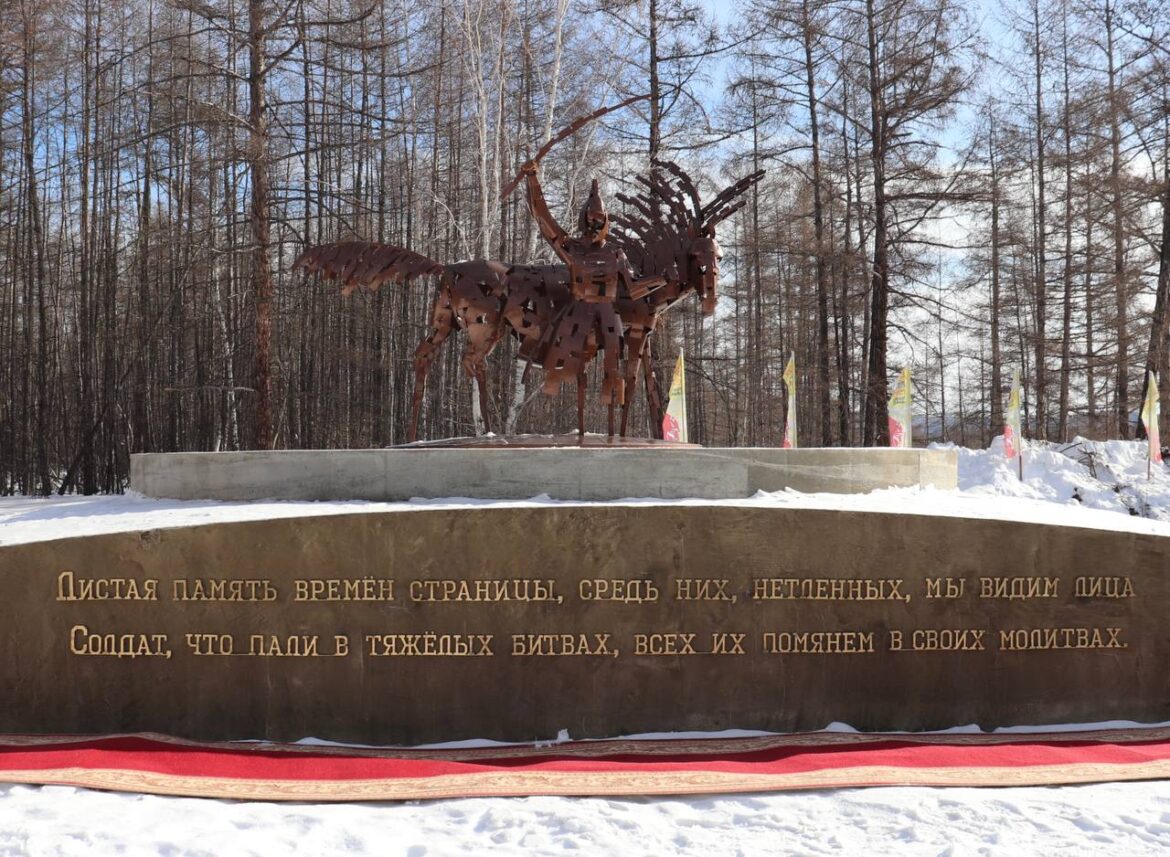 Листая память времён страницы, средь них, нетленных, мы видим лица
Солдат, что пали в тяжёлых битвах, всех их помянем в своих молитвах.